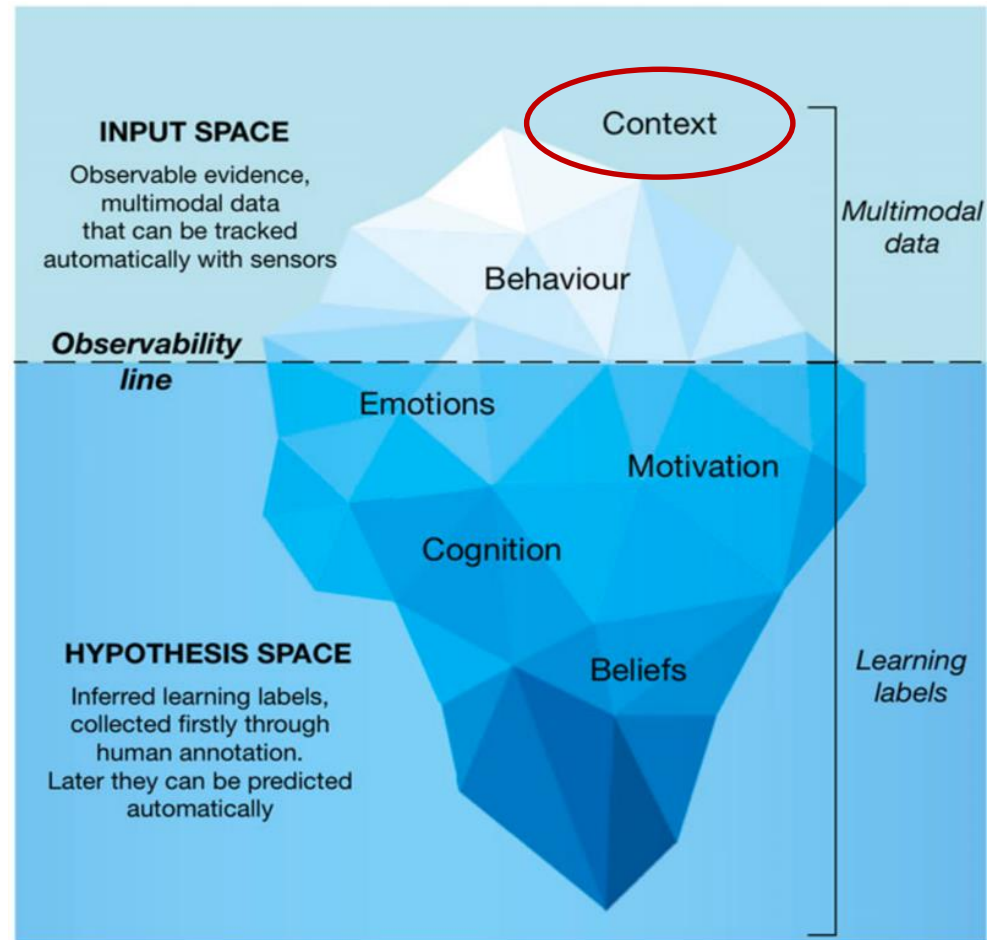 Context
INPUT SPACE
Observable evidence,
multimodal data
that can be tracked
automatically with sensors
Multimodal
data
Behaviour
Observability
line
Emotions
Motivation
Cognition
HYPOTHESIS SPACE
Inferred learning labels,
collected firstly through
human annotation.
Later they can be predicted
automatically
Beliefs
Learning
labels